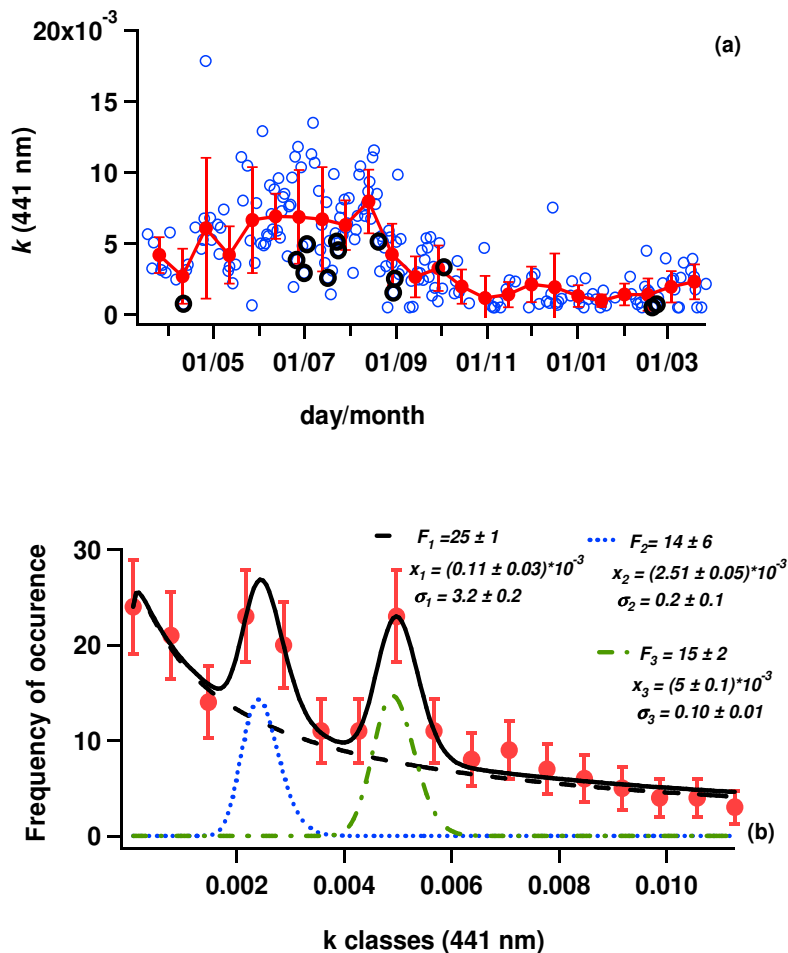 20x10⁻³
(a)
15
10
5
0
k (441 nm)
01/05 01/07 01/09 01/11 01/01 01/03
day/month
30
20
10
0
Frequency of occurence
F₁ =25 ± 1
x₁ = (0.11 ± 0.03)*10⁻³
σ₁ = 3.2 ± 0.2
F₂= 14 ± 6
x₂ = (2.51 ± 0.05)*10⁻³
σ₂ = 0.2 ± 0.1
F₃ = 15 ± 2
x₃ = (5 ± 0.1)*10⁻³
σ₃ = 0.10 ± 0.01
(b)
0.002 0.004 0.006 0.008 0.010
k classes (441 nm)